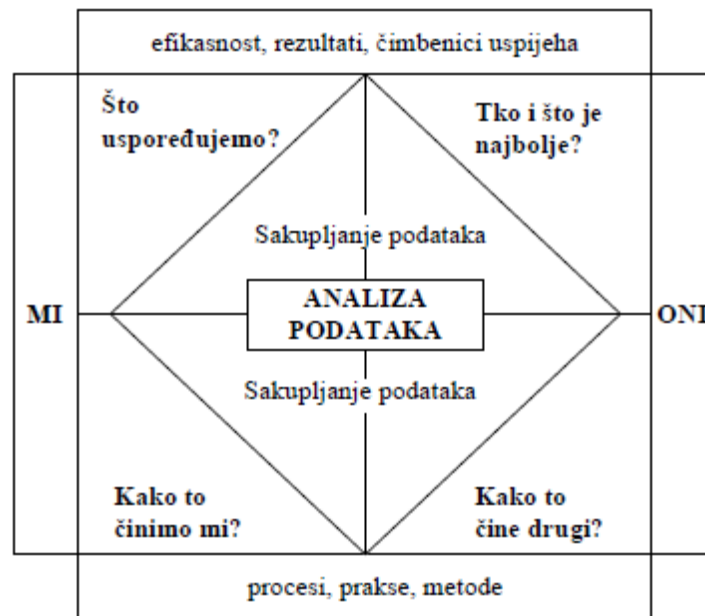 efikasnost, rezultati, čimbenici uspijeha
Što
uspoređujemo?
Tko i što je
najbolje?
Sakupljanje podataka
MI
ANALIZA
PODATAKA
ONI
Sakupljanje podataka
Kako to
činimo mi?
Kako to
čine drugi?
procesi, prakse, metode